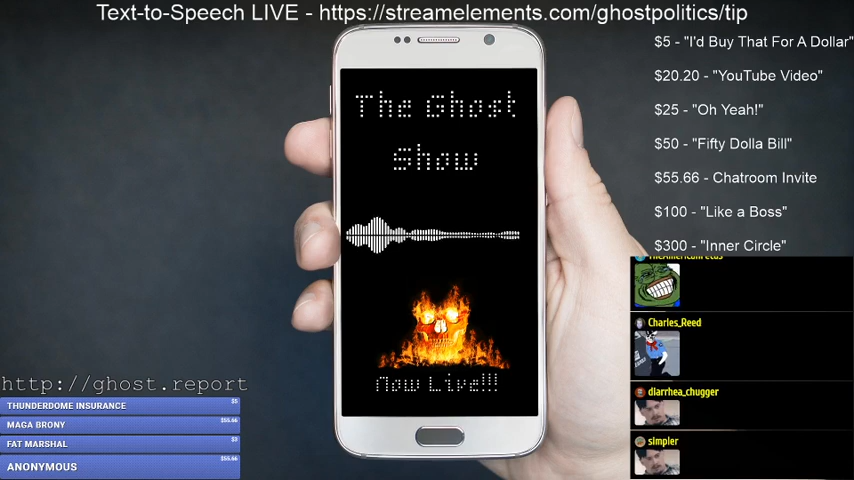 Text-to-Speech LIVE - https://streamelements.com/ghostpolitics/tip
$5 - "I'd Buy That For A Dollar"
$20.20 - "YouTube Video"
$25 - "Oh Yeah!"
$50 - "Fifty Dolla Bill"
$55.66 - Chatroom Invite
$100 - "Like a Boss"
$300 - "Inner Circle"
The Ghost
Show
Now Live!!!
TheAmericanFetus
Charles_Reed
dlarrhea_chugger
simpler
http://ghost.report
THUNDERDOME INSURANCE $5
MAGA BRONY $55.66
FAT MARSHAL $3
ANONYMOUS $55.66